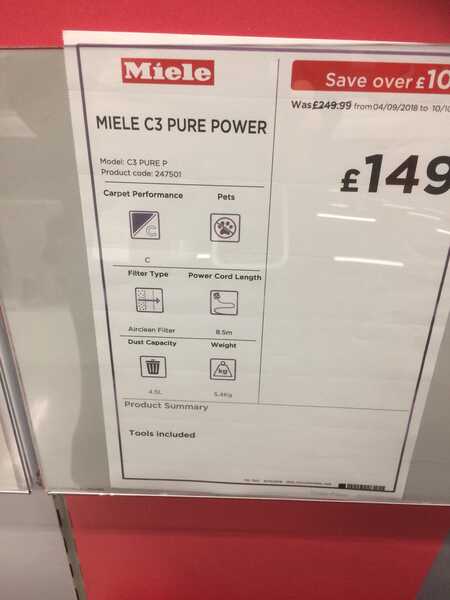 Miele
Save over £10
Was £249.99 from 04/09/2018 to 10/10
MIELE C3 PURE POWER
£149
Model: C3 PURE P
Product code: 247501
Carpet Performance Pets
C
C
Filter Type Power Cord Length
Airclean Filter 8.5m
Dust Capacity Weight
kg
4.5L 5.4Kg
Product Summary
Tools included